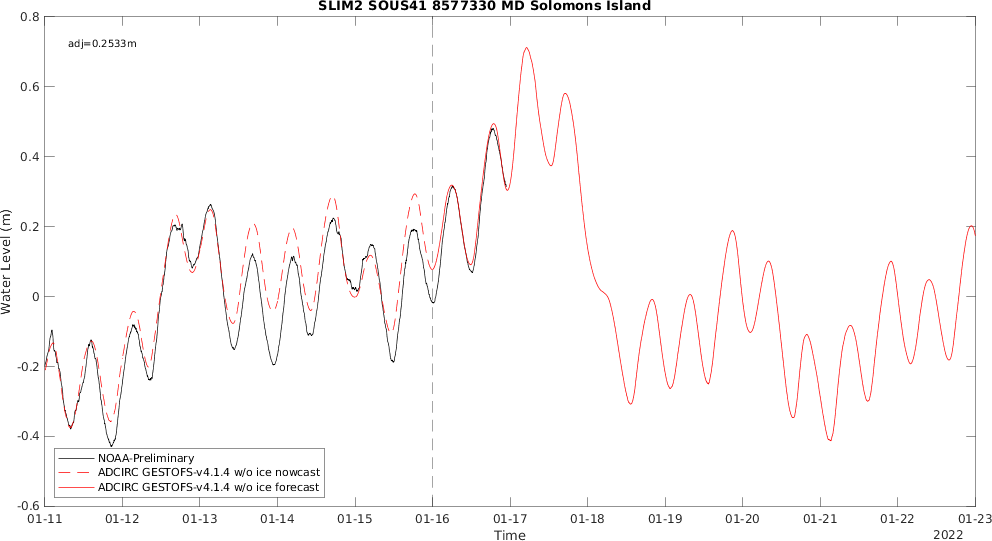 SLIM2 SOUS41 8577330 MD Solomons Island
adj=0.2533m
Water Level (m)
0.8
0.6
0.4
0.2
0
-0.2
-0.4
-0.6
NOAA-Preliminary
ADCIRC GESTOFS-v4.1.4 w/o ice nowcast
ADCIRC GESTOFS-v4.1.4 w/o ice forecast
01-11 01-12 01-13 01-14 01-15 01-16 01-17 01-18 01-19 01-20 01-21 01-22 01-23
Time
2022